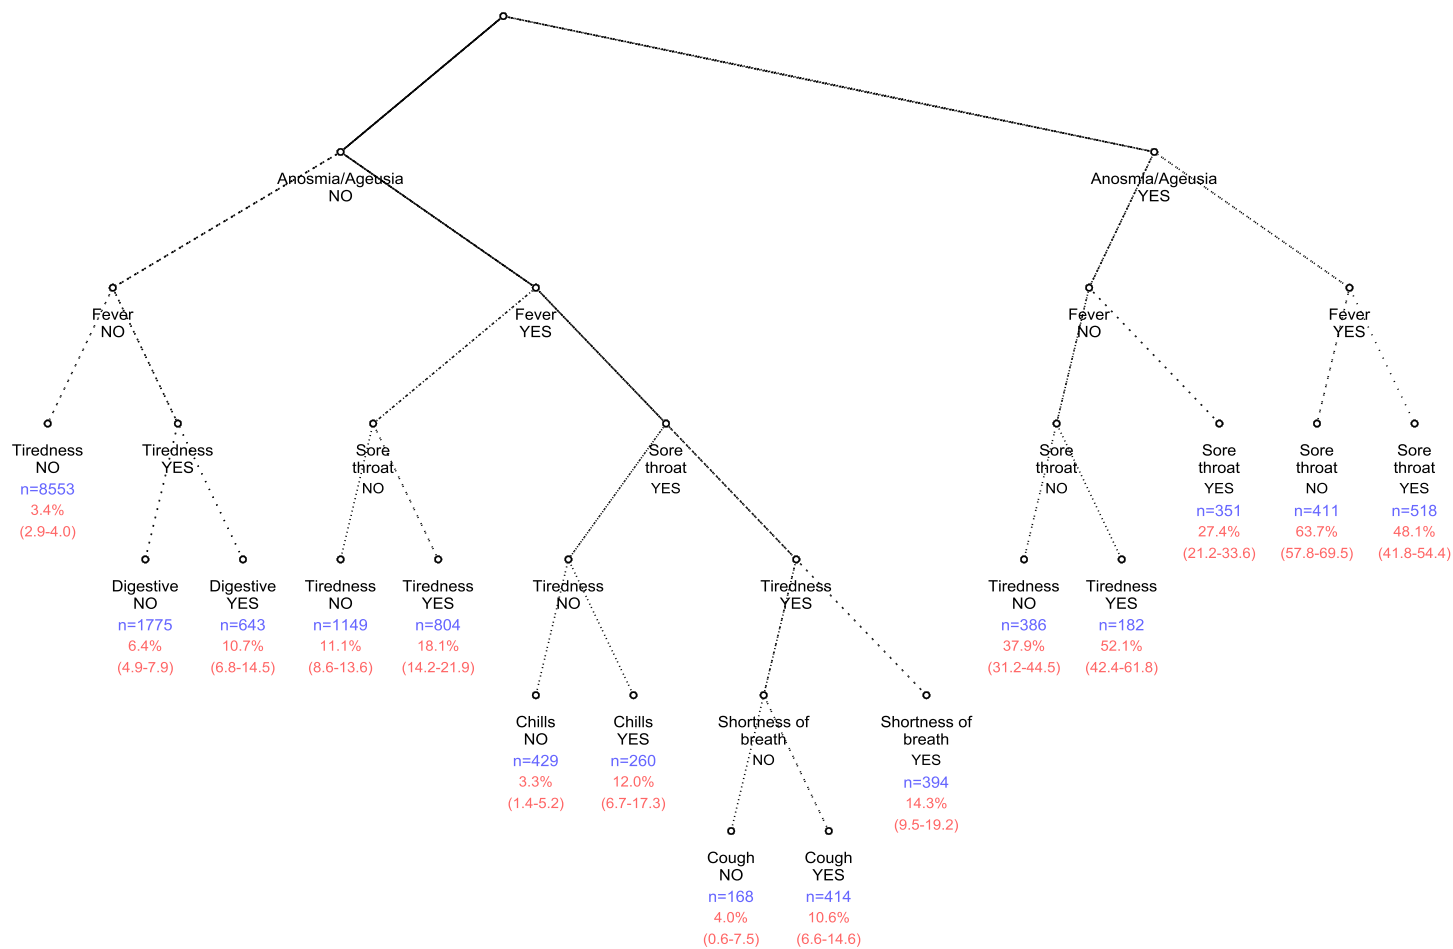 Anosmia/Ageusia
NO
Anosmia/Ageusia
YES
Fever
NO
Fever
YES
Fever
NO
Fever
YES
Tiredness
NO
n=8553
3.4%
(2.9-4.0)
Tiredness
YES
Sore
throat
NO
Sore
throat
YES
Sore
throat
NO
Sore
throat
YES
n=351
27.4%
(21.2-33.6)
Sore
throat
NO
n=411
63.7%
(57.8-69.5)
Sore
throat
YES
n=518
48.1%
(41.8-54.4)
Digestive
NO
n=1775
6.4%
(4.9-7.9)
Digestive
YES
n=643
10.7%
(6.8-14.5)
Tiredness
NO
n=1149
11.1%
(8.6-13.6)
Tiredness
YES
n=804
18.1%
(14.2-21.9)
Tiredness
NO
Tiredness
YES
Tiredness
NO
n=386
37.9%
(31.2-44.5)
Tiredness
YES
n=182
52.1%
(42.4-61.8)
Chills
NO
n=429
3.3%
(1.4-5.2)
Chills
YES
n=260
12.0%
(6.7-17.3)
Shortness of
breath
NO
Shortness of
breath
YES
n=394
14.3%
(9.5-19.2)
Cough
NO
n=168
4.0%
(0.6-7.5)
Cough
YES
n=414
10.6%
(6.6-14.6)